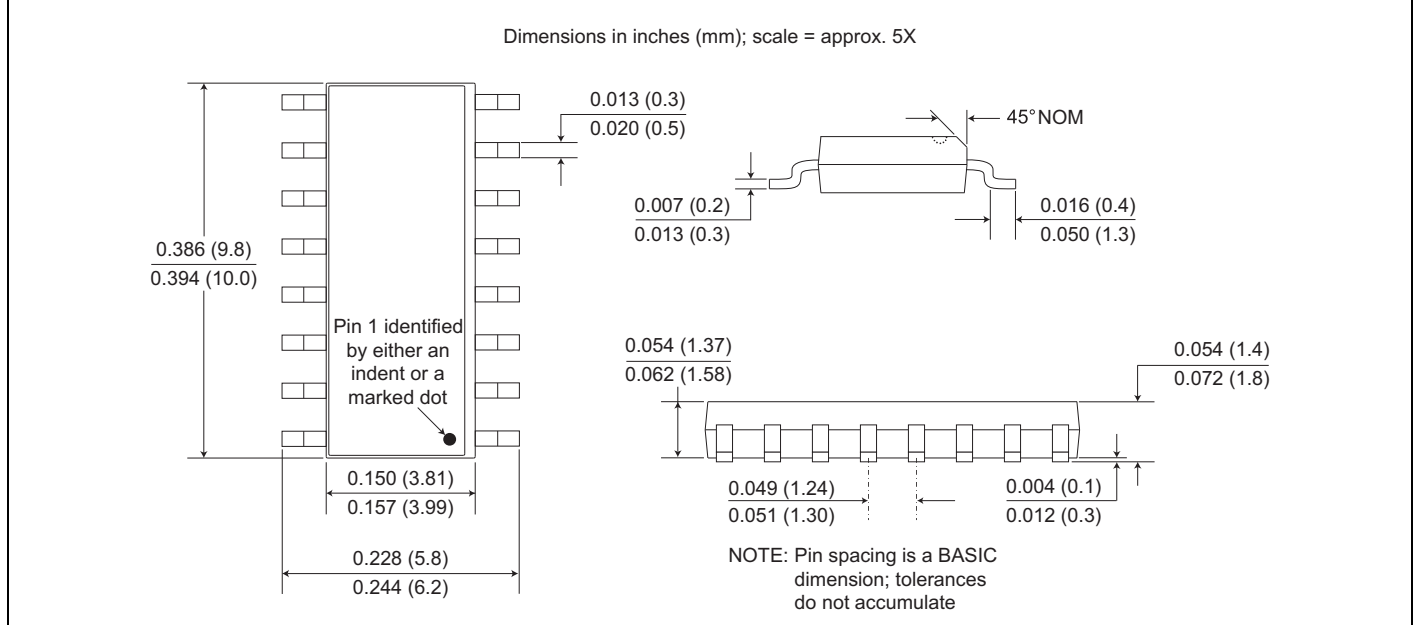 Dimensions in inches (mm); scale = approx. 5X
0.013 (0.3)
0.020 (0.5)
45°NOM
0.007 (0.2)
0.013 (0.3)
0.016 (0.4)
0.050 (1.3)
0.386 (9.8)
0.394 (10.0)
Pin 1 identified
by either an
indent or a
marked dot
0.054 (1.37)
0.062 (1.58)
0.054 (1.4)
0.072 (1.8)
0.150 (3.81)
0.157 (3.99)
0.049 (1.24)
0.051 (1.30)
0.004 (0.1)
0.012 (0.3)
0.228 (5.8)
0.244 (6.2)
NOTE: Pin spacing is a BASIC
dimension; tolerances
do not accumulate